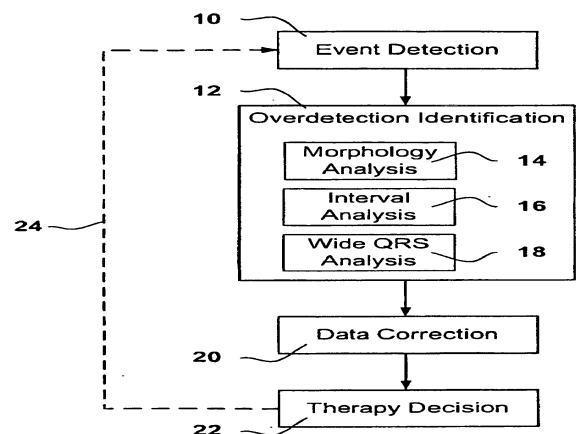 10
Event Detection
12
Overdetection Identification
Morphology
Analysis
14
Interval
Analysis
16
24
Wide QRS
Analysis
18
Data Correction
20
Therapy Decision
22